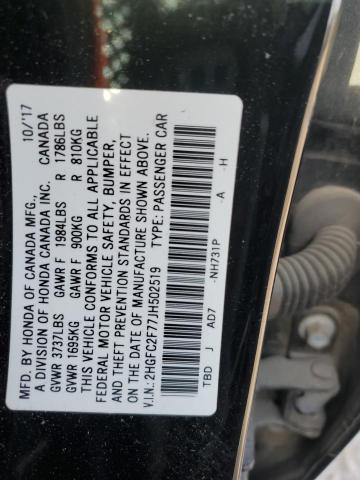 MFD. BY HONDA OF CANADA MFG., 10/'17
A DIVISION OF HONDA CANADA INC. CANADA
GVWR 3737LBS GAWR F 1984LBS R 1786LBS
GVWR 1695KG GAWR F 900KG R 810KG
THIS VEHICLE CONFORMS TO ALL APPLICABLE
FEDERAL MOTOR VEHICLE SAFETY, BUMPER,
AND THEFT PREVENTION STANDARDS IN EFFECT
ON THE DATE OF MANUFACTURE SHOWN ABOVE.
V.I.N.: 2HGFC2F77JH502519 TYPE: PASSENGER CAR
TBD J AD7 -NH731P -A -H